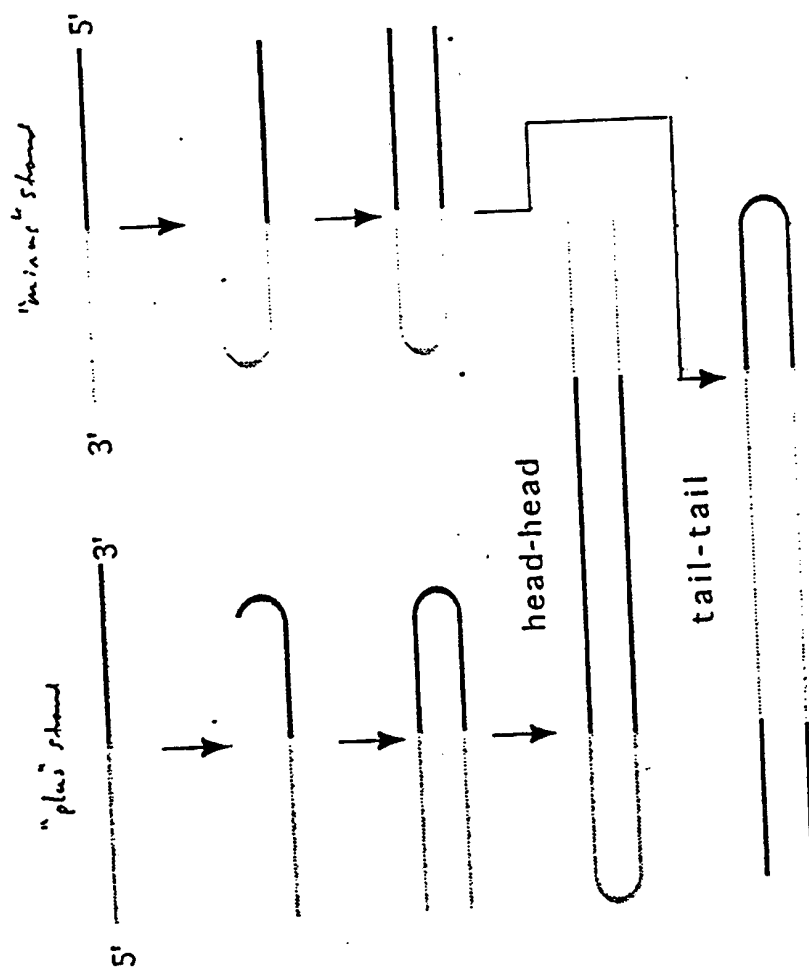 "plus" strand
"minus" strand
5'
3'
3'
5'
head-head
tail-tail